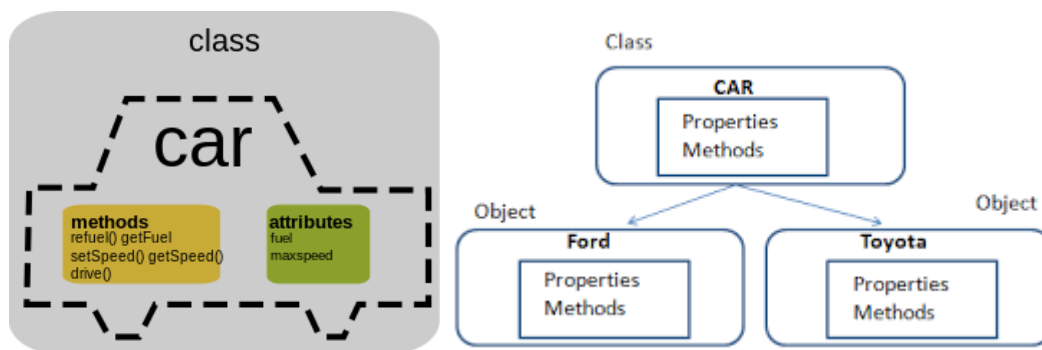 class
car
methods
refuel() getFuel
setSpeed() getSpeed()
drive()
attributes
fuel
maxspeed
Class
CAR
Properties
Methods
Object
Ford
Properties
Methods
Object
Toyota
Properties
Methods